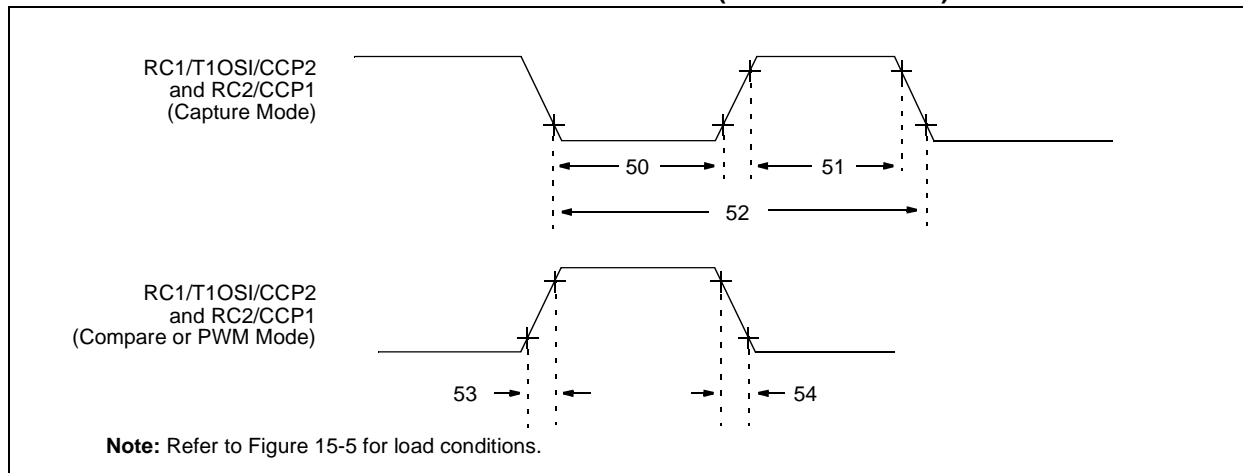 RC1/T1OSI/CCP2
and RC2/CCP1
(Capture Mode)
50
51
52
RC1/T1OSI/CCP2
and RC2/CCP1
(Compare or PWM Mode)
53
54
Note: Refer to Figure 15-5 for load conditions.